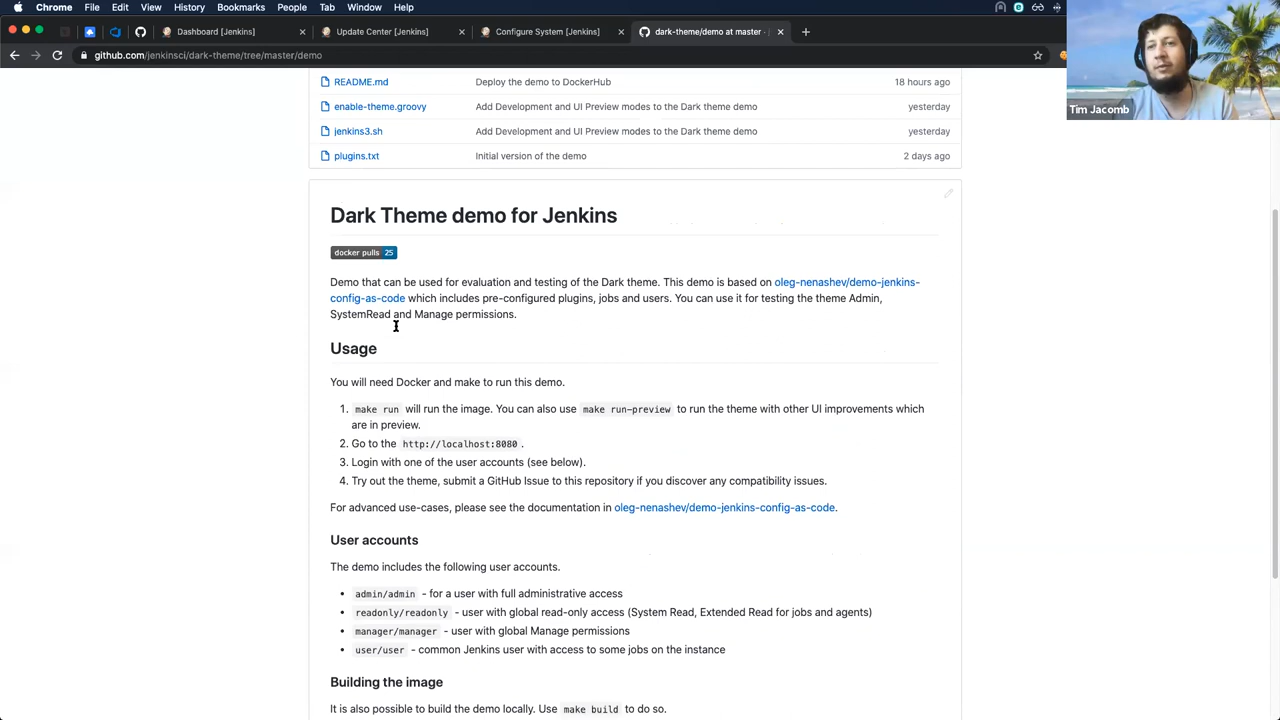 Chrome File Edit View History Bookmarks People Tab Window Help
Dashboard [Jenkins] Update Center [Jenkins] Configure System [Jenkins] dark-theme/demo at master ·
github.com/jenkinsci/dark-theme/tree/master/demo
README.md Deploy the demo to DockerHub 18 hours ago
Tim Jacomb
enable-theme.groovy Add Development and UI Preview modes to the Dark theme demo yesterday
jenkins3.sh Add Development and UI Preview modes to the Dark theme demo yesterday
plugins.txt Initial version of the demo 2 days ago
Dark Theme demo for Jenkins
docker pulls 25
Demo that can be used for evaluation and testing of the Dark theme. This demo is based on oleg-nenashev/demo-jenkins-
config-as-code which includes pre-configured plugins, jobs and users. You can use it for testing the theme Admin,
SystemRead and Manage permissions.
Usage
You will need Docker and make to run this demo.
1. make run will run the image. You can also use make run-preview to run the theme with other UI improvements which
are in preview.
2. Go to the http://localhost:8080 .
3. Login with one of the user accounts (see below).
4. Try out the theme, submit a GitHub Issue to this repository if you discover any compatibility issues.
For advanced use-cases, please see the documentation in oleg-nenashev/demo-jenkins-config-as-code.
User accounts
The demo includes the following user accounts.
• admin/admin - for a user with full administrative access
• readonly/readonly - user with global read-only access (System Read, Extended Read for jobs and agents)
• manager/manager - user with global Manage permissions
• user/user - common Jenkins user with access to some jobs on the instance
Building the image
It is also possible to build the demo locally. Use make build to do so.